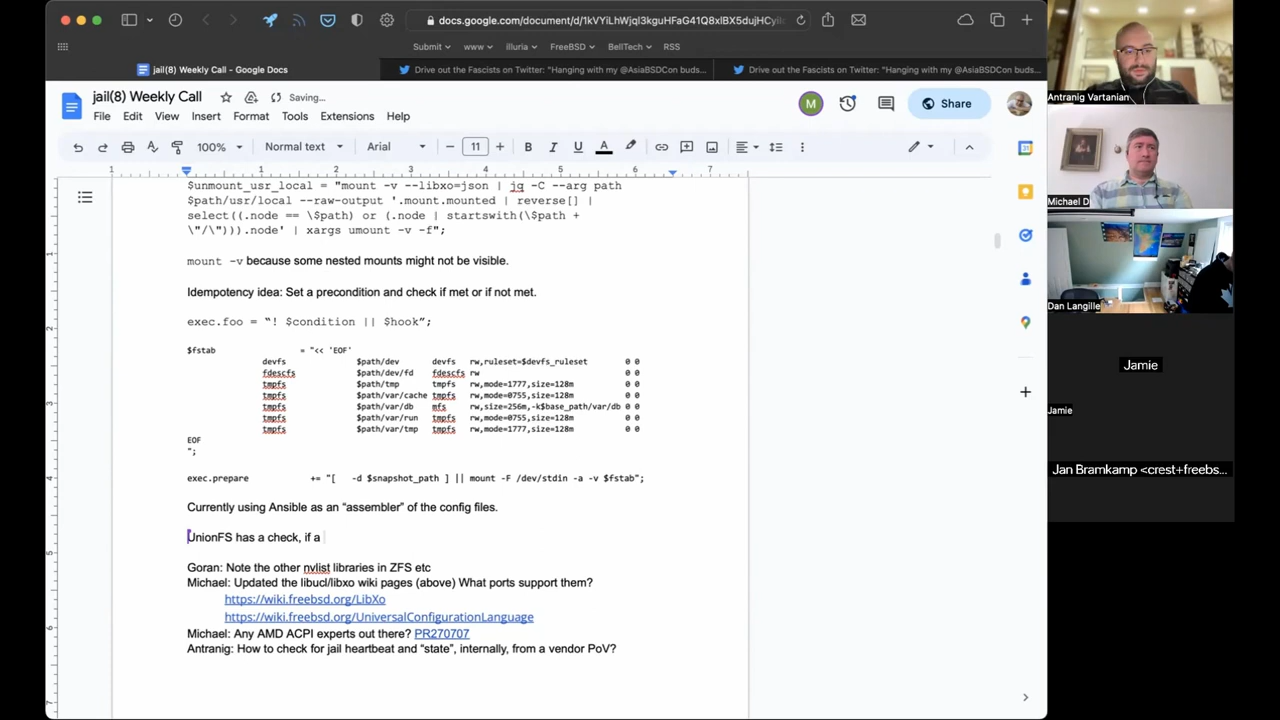 docs.google.com/document/d/1kVYiLhWjql3kguHFaG41Q8xlBX5dujHCyi
Submit www illuria FreeBSD BellTech RSS
jail(8) Weekly Call - Google Docs
Drive out the Fascists on Twitter: "Hanging with my @AsiaBSDCon buds...
Drive out the Fascists on Twitter: "Hanging with my @AsiaBSDCon buds...
jail(8) Weekly Call
Saving...
File Edit View Insert Format Tools Extensions Help
M
Share
100% Normal text Arial 11
1 1 2 3 4 5 6 7
$unmount_usr_local = "mount -v --libxo=json | jq -C --arg path
$path/usr/local --raw-output '.mount.mounted | reverse[] |
select((.node == \$path) or (.node | startswith(\$path +
\"/\"))).node' | xargs umount -v -f";
mount -v because some nested mounts might not be visible.
Idempotency idea: Set a precondition and check if met or if not met.
exec.foo = “! $condition || $hook”;
$fstab = "<< 'EOF'
devfs $path/dev devfs rw,ruleset=$devfs_ruleset 0 0
fdescfs $path/dev/fd fdescfs rw 0 0
tmpfs $path/tmp tmpfs rw,mode=1777,size=128m 0 0
tmpfs $path/var/cache tmpfs rw,mode=0755,size=128m 0 0
tmpfs $path/var/db mfs rw,size=256m,-k$base_path/var/db 0 0
tmpfs $path/var/run tmpfs rw,mode=0755,size=128m 0 0
tmpfs $path/var/tmp tmpfs rw,mode=1777,size=128m 0 0
EOF
";
exec.prepare += "[ -d $snapshot_path ] || mount -F /dev/stdin -a -v $fstab";
Currently using Ansible as an “assembler” of the config files.
UnionFS has a check, if a
Goran: Note the other nvlist libraries in ZFS etc
Michael: Updated the libucl/libxo wiki pages (above) What ports support them?
https://wiki.freebsd.org/LibXo
https://wiki.freebsd.org/UniversalConfigurationLanguage
Michael: Any AMD ACPI experts out there? PR270707
Antranig: How to check for jail heartbeat and “state”, internally, from a vendor PoV?
Antranig Vartanian
Michael D
Dan Langille
Jamie
Jamie
Jan Bramkamp <crest+freebs...